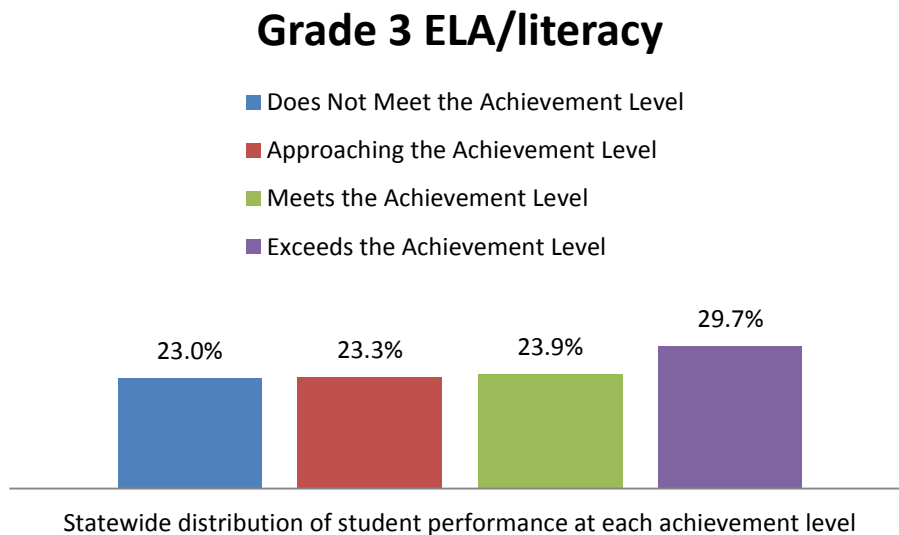 Grade 3 ELA/literacy
Does Not Meet the Achievement Level
Approaching the Achievement Level
Meets the Achievement Level
Exceeds the Achievement Level
23.0%
23.3%
23.9%
29.7%
Statewide distribution of student performance at each achievement level